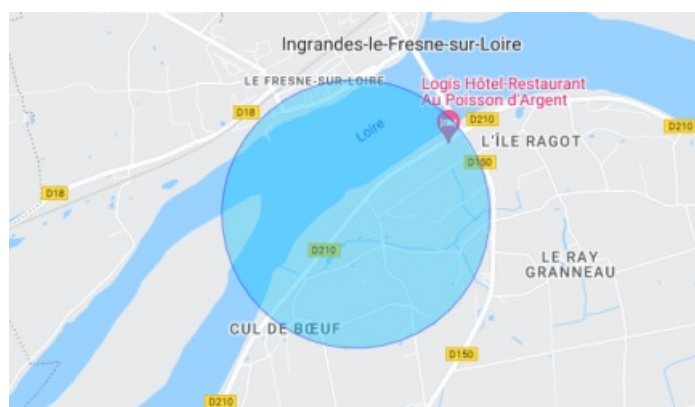 Ingrandes-le-Fresne-sur-Loire
LE FRESNE-SUR-LOIRE
Logis Hôtel-Restaurant
Au Poisson d'Argent
D18
D210
D210
Loire
L'ÎLE RAGOT
D150
D18
D210
LE RAY
GRANNEAU
CUL DE BŒUF
D150
D210